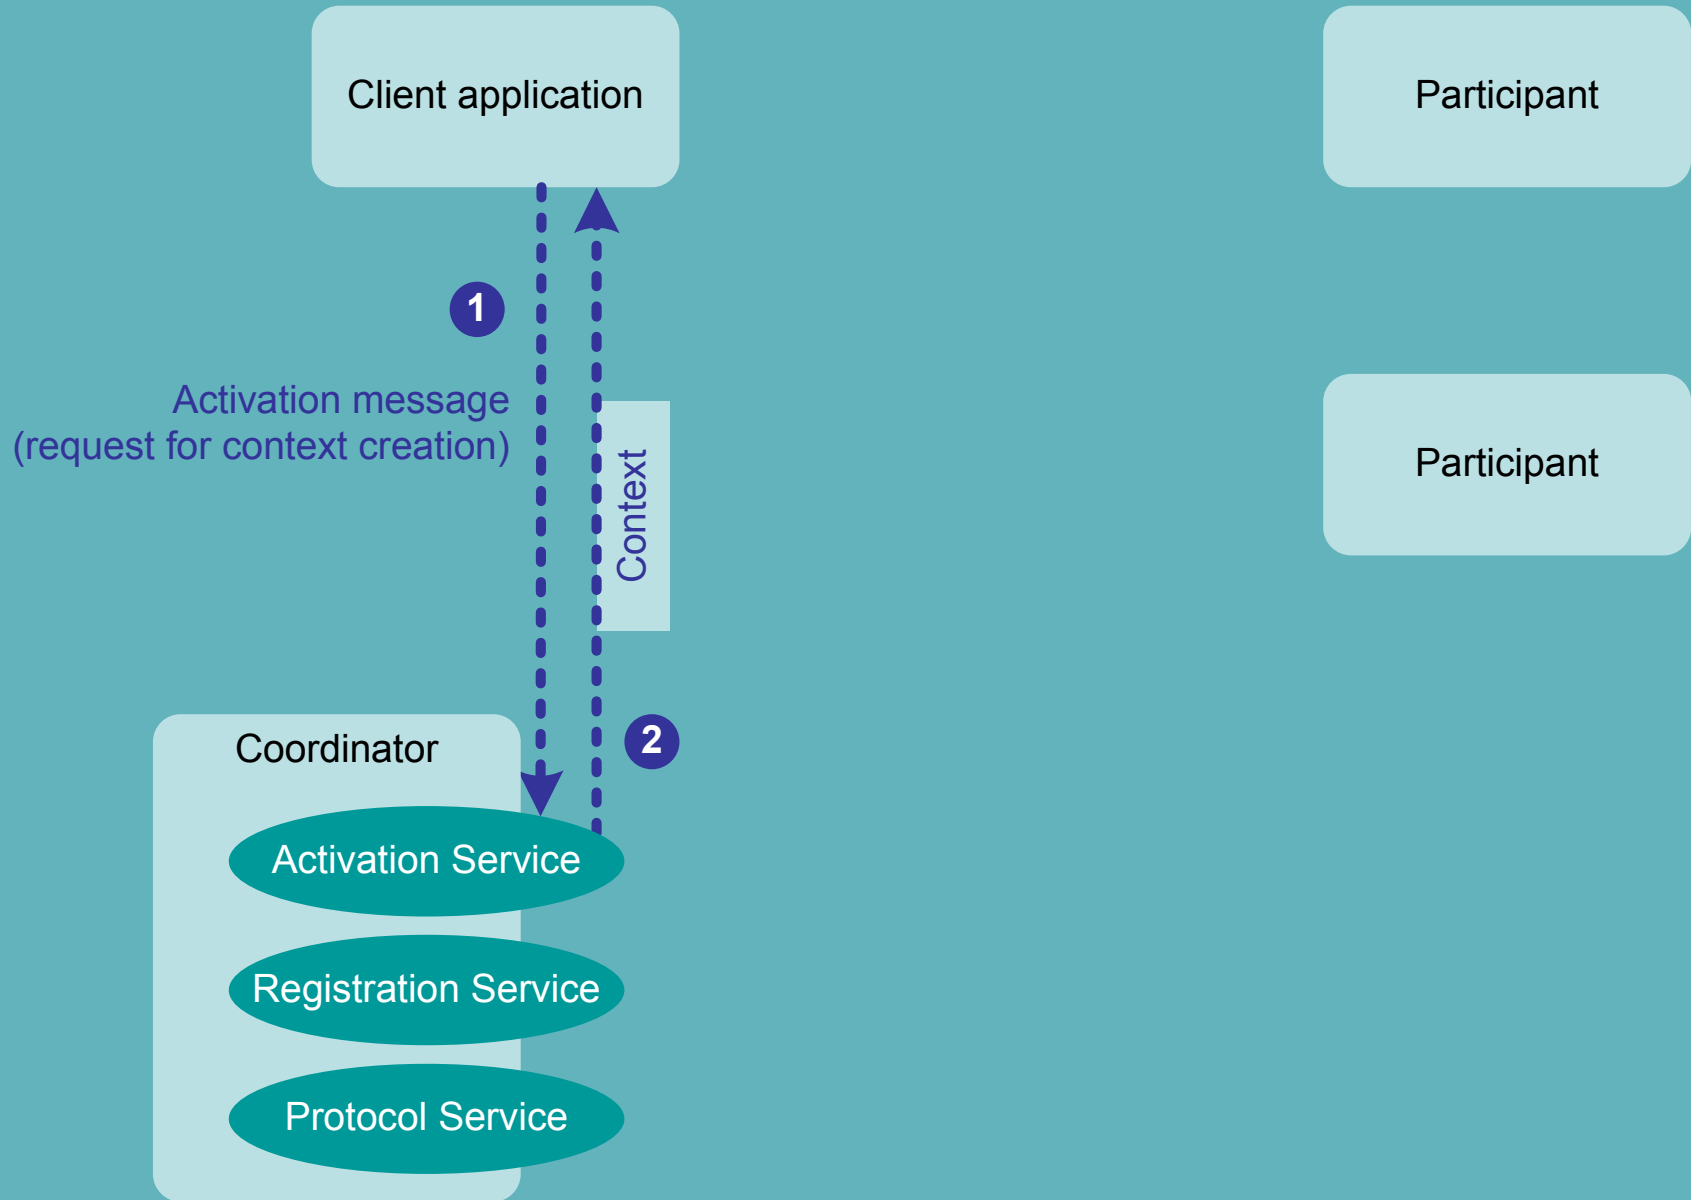 Client application
Participant
1
Activation message
(request for context creation)
Context
Participant
2
Coordinator
Activation Service
Registration Service
Protocol Service